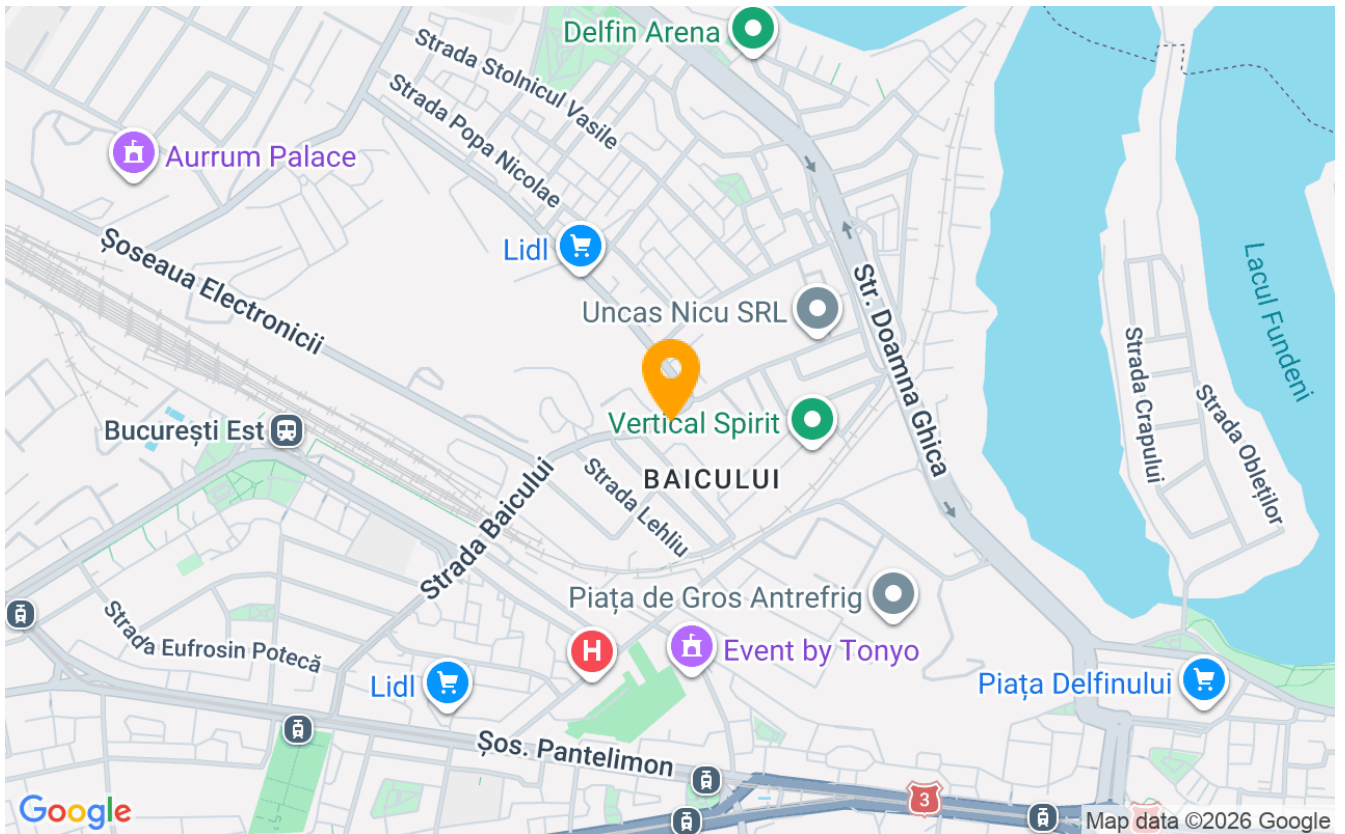 Delfin Arena
Strada Stolnicul Vasile
Strada Popa Nicolae
Aurrum Palace
Lidl
Șoseaua Electronicii
Uncas Nicu SRL
Str. Doamna Ghica
Lacul Fundeni
Strada Crapului
Strada Obleților
București Est
Vertical Spirit
BAICULUI
Strada Baicului
Strada Lehliu
Piața de Gros Antrefrig
Strada Eufrosin Potecă
H
Event by Tonyo
Lidl
Piața Delfinului
Șos. Pantelimon
3
Google
Map data ©2026 Google